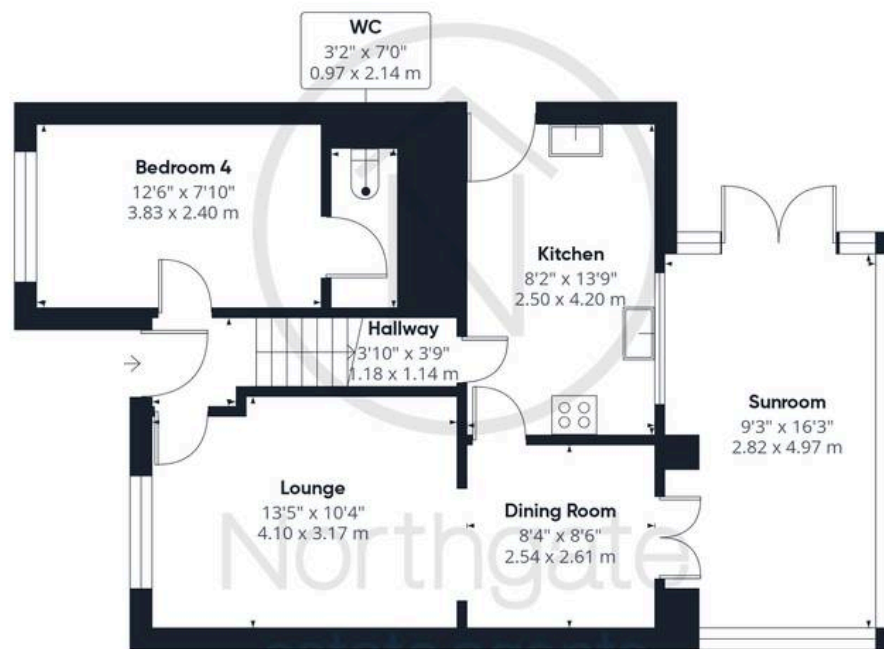 WC
3'2" x 7'0"
0.97 x 2.14 m
Bedroom 4
12'6" x 7'10"
3.83 x 2.40 m
Kitchen
8'2" x 13'9"
2.50 x 4.20 m
Hallway
3'10" x 3'9"
1.18 x 1.14 m
Sunroom
9'3" x 16'3"
2.82 x 4.97 m
Lounge
13'5" x 10'4"
4.10 x 3.17 m
Dining Room
8'4" x 8'6"
2.54 x 2.61 m
Northgate